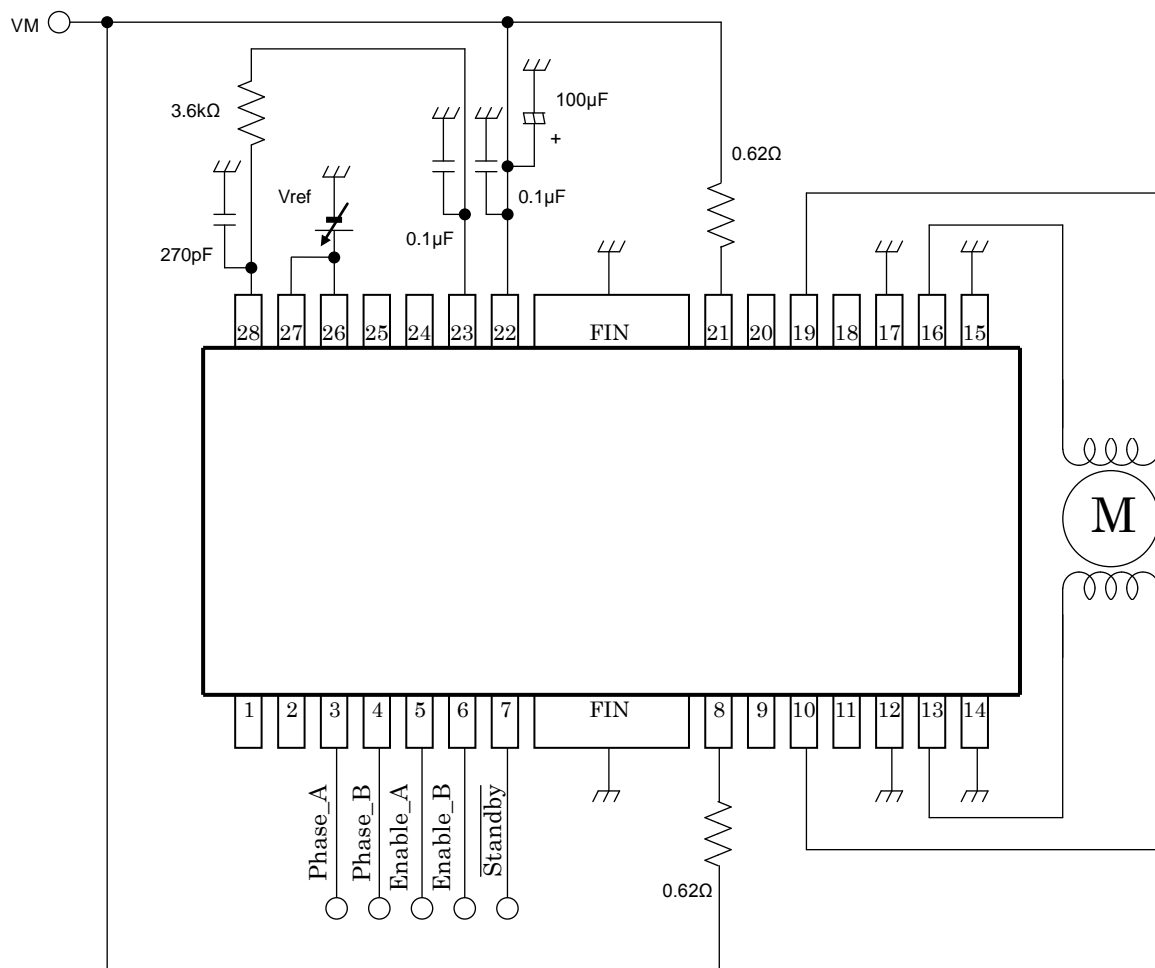 VM
100µF
3.6kΩ
+
0.62Ω
Vref
0.1µF
0.1µF
270pF
28 27 26 25 24 23 22 FIN 21 20 19 18 17 16 15
M
1 2 3 4 5 6 7 FIN 8 9 10 11 12 13 14
Phase_A
Phase_B
Enable_A
Enable_B
Standby
0.62Ω